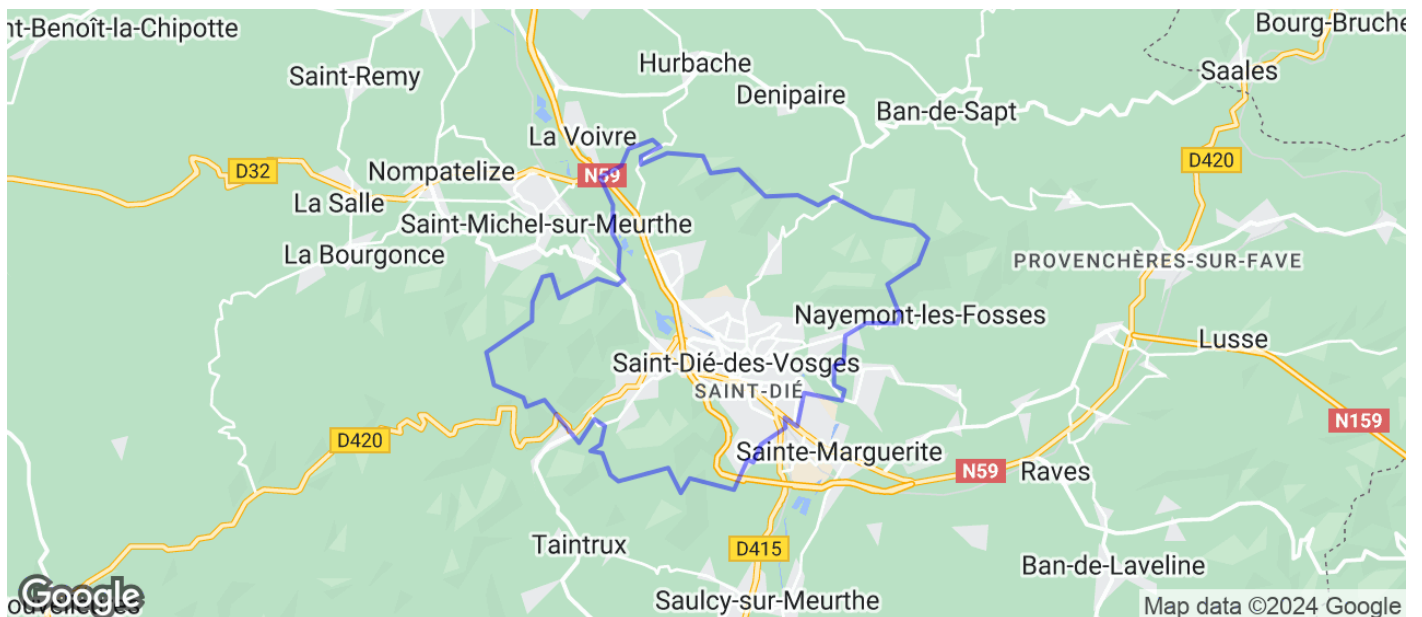 nt-Benoît-la-Chipotte
Bourg-Bruche
Hurbache
Saint-Remy
Saales
Denipaire
Ban-de-Sapt
La Voivre
D420
D32
Nompatelize
N59
La Salle
Saint-Michel-sur-Meurthe
La Bourgonce
PROVENCHÈRES-SUR-FAVE
Nayemont-les-Fosses
Lusse
Saint-Dié-des-Vosges
SAINT-DIÉ
N159
D420
Sainte-Marguerite
N59
Raves
Taintrux
D415
Ban-de-Laveline
Google
Saulcy-sur-Meurthe
Map data ©2024 Google